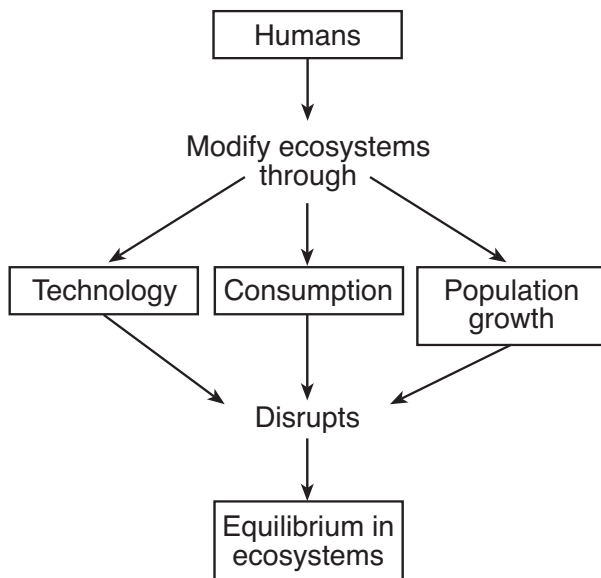 Humans
Modify ecosystems
through
Technology
Consumption
Population
growth
Disrupts
Equilibrium in
ecosystems